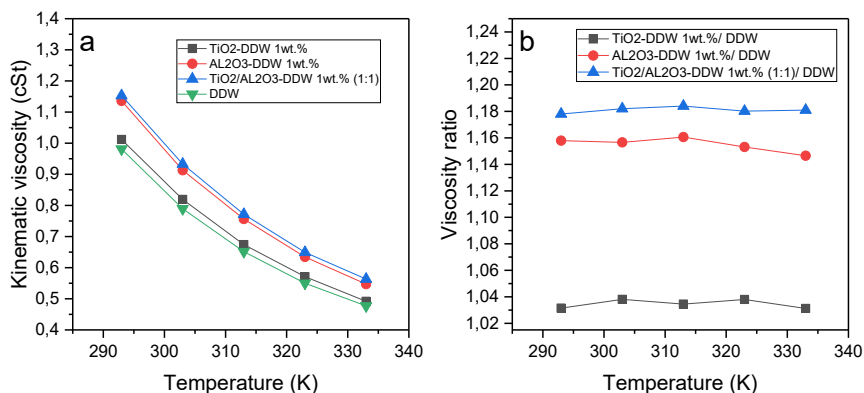 a
TiO2-DDW 1wt.%
AL2O3-DDW 1wt.%
TiO2/AL2O3-DDW 1wt.% (1:1)
DDW
Kinematic viscosity (cSt)
1,4
1,3
1,2
1,1
1,0
0,9
0,8
0,7
0,6
0,5
0,4
290 300 310 320 330 340
Temperature (K)
b
TiO2-DDW 1wt.%/ DDW
AL2O3-DDW 1wt.%/ DDW
TiO2/AL2O3-DDW 1wt.% (1:1)/ DDW
Viscosity ratio
1,24
1,22
1,20
1,18
1,16
1,14
1,12
1,10
1,08
1,06
1,04
1,02
290 300 310 320 330 340
Temperature (K)